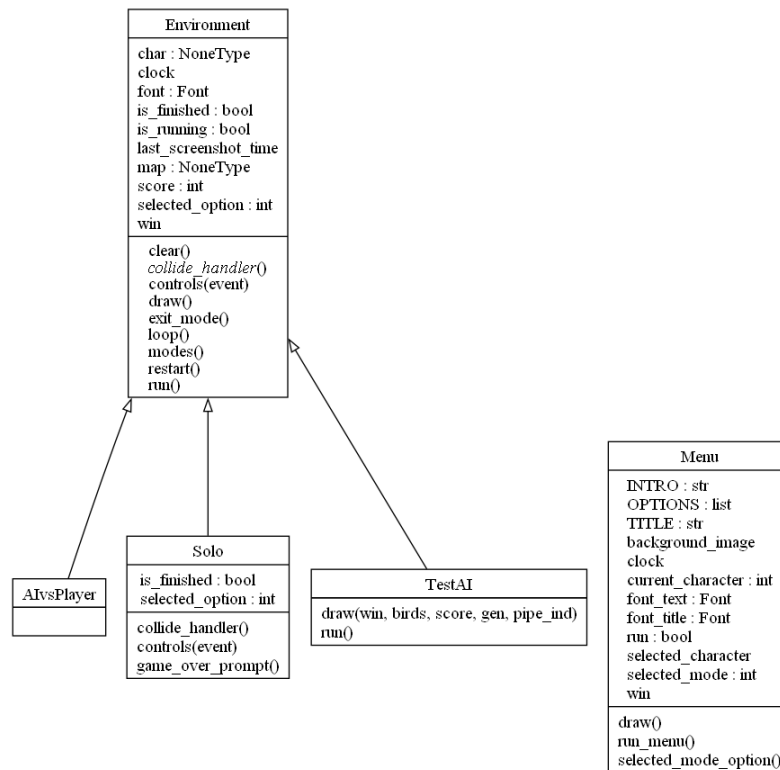 Environment
char : NoneType
clock
font : Font
is_finished : bool
is_running : bool
last_screenshot_time
map : NoneType
score : int
selected_option : int
win
clear()
collide_handler()
controls(event)
draw()
exit_mode()
loop()
modes()
restart()
run()
AIvsPlayer
Solo
is_finished : bool
selected_option : int
collide_handler()
controls(event)
game_over_prompt()
TestAI
draw(win, birds, score, gen, pipe_ind)
run()
Menu
INTRO : str
OPTIONS : list
TITLE : str
background_image
clock
current_character : int
font_text : Font
font_title : Font
run : bool
selected_character
selected_mode : int
win
draw()
run_menu()
selected_mode_option()